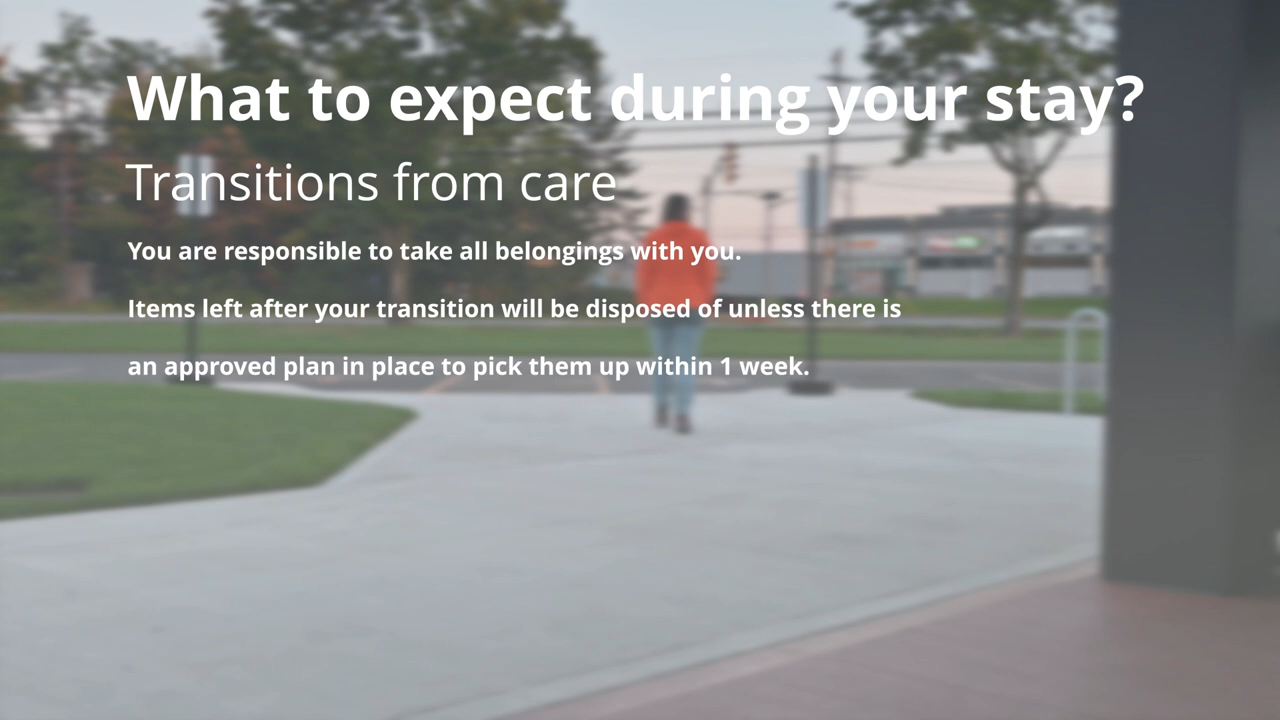 What to expect during your stay?
Transitions from care
You are responsible to take all belongings with you.
Items left after your transition will be disposed of unless there is
an approved plan in place to pick them up within 1 week.